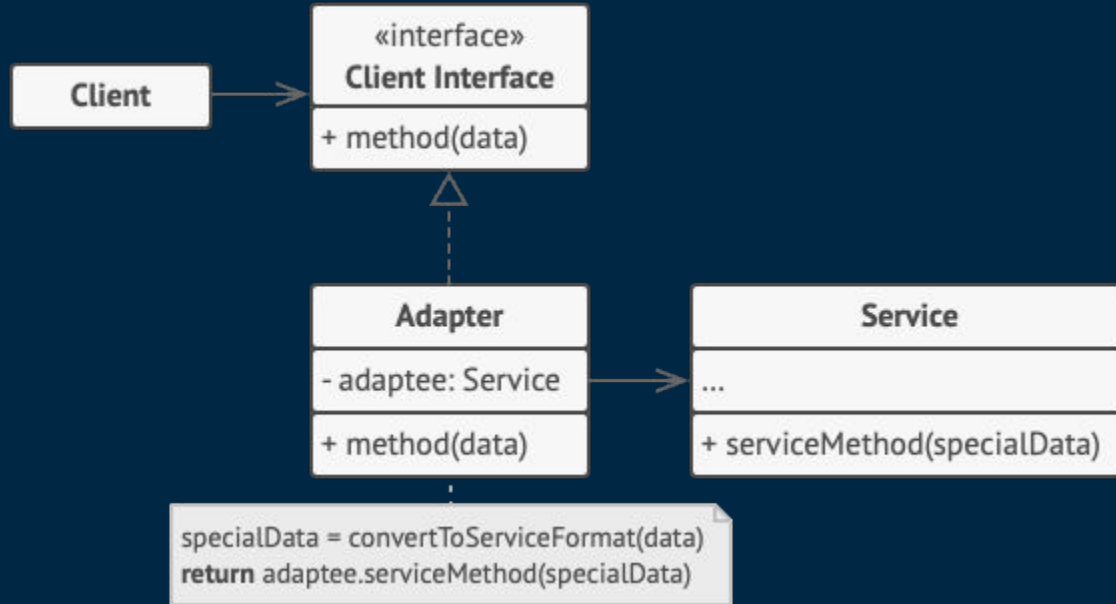 «interface»
Client Interface
Client
+ method(data)
Adapter
- adaptee: Service
+ method(data)
Service
...
+ serviceMethod(specialData)
specialData = convertToServiceFormat(data)
return adaptee.serviceMethod(specialData)